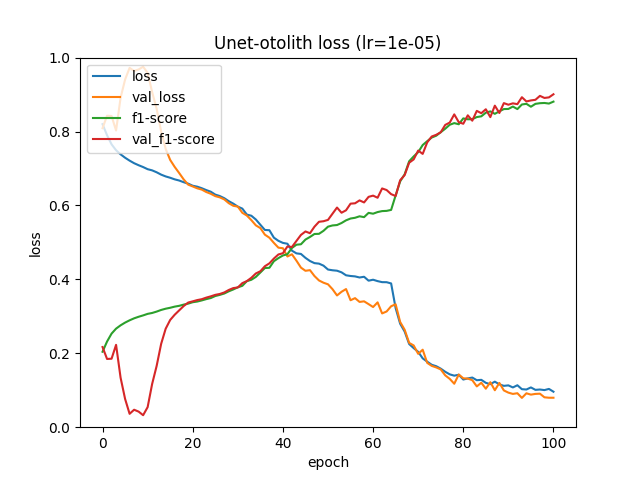 Unet-otolith loss (lr=1e-05)
loss
val_loss
f1-score
val_f1-score
1.0
0.8
0.6
0.4
0.2
0.0
loss
0 20 40 60 80 100
epoch